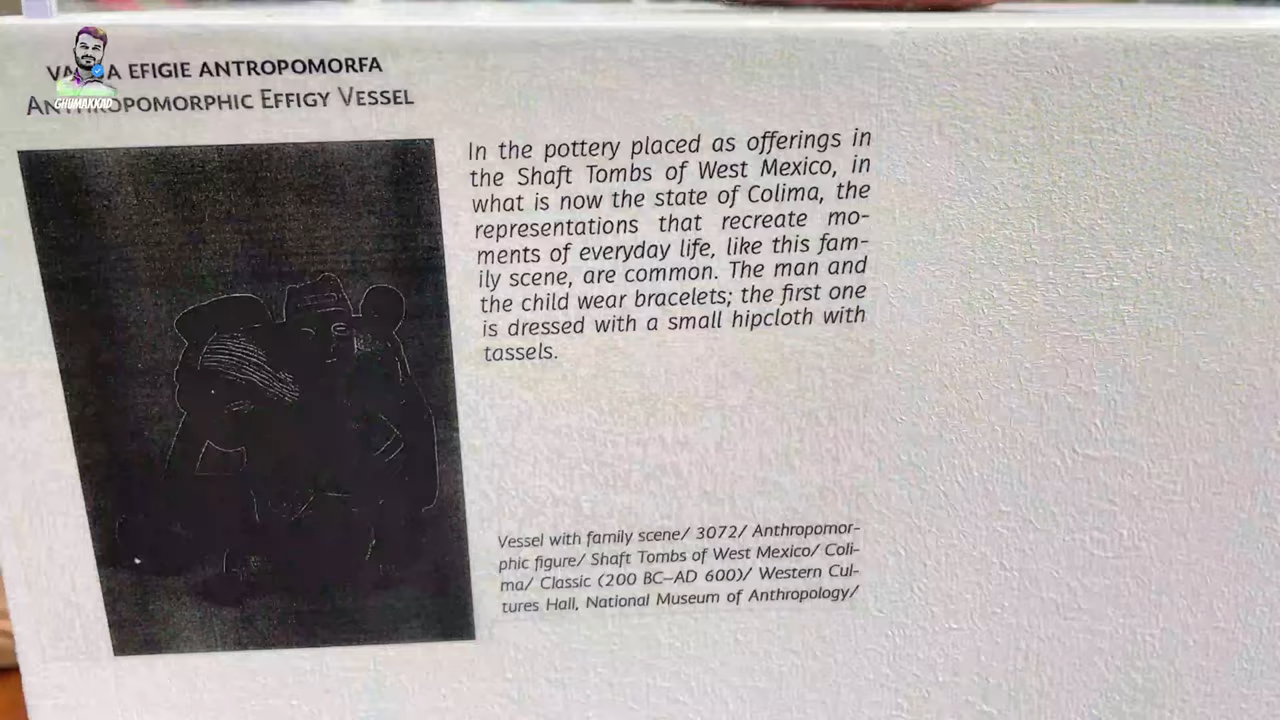 EFIGIE ANTROPOMORFA
ANTHROPOMORPHIC EFFIGY VESSEL
GHUMAKKAD
In the pottery placed as offerings in
the Shaft Tombs of West Mexico, in
what is now the state of Colima, the
representations that recreate mo-
ments of everyday life, like this fam-
ily scene, are common. The man and
the child wear bracelets; the first one
is dressed with a small hipcloth with
tassels.
Vessel with family scene/ 3072/ Anthropomor-
phic figure/ Shaft Tombs of West Mexico/ Coli-
ma/ Classic (200 BC–AD 600)/ Western Cul-
tures Hall, National Museum of Anthropology/